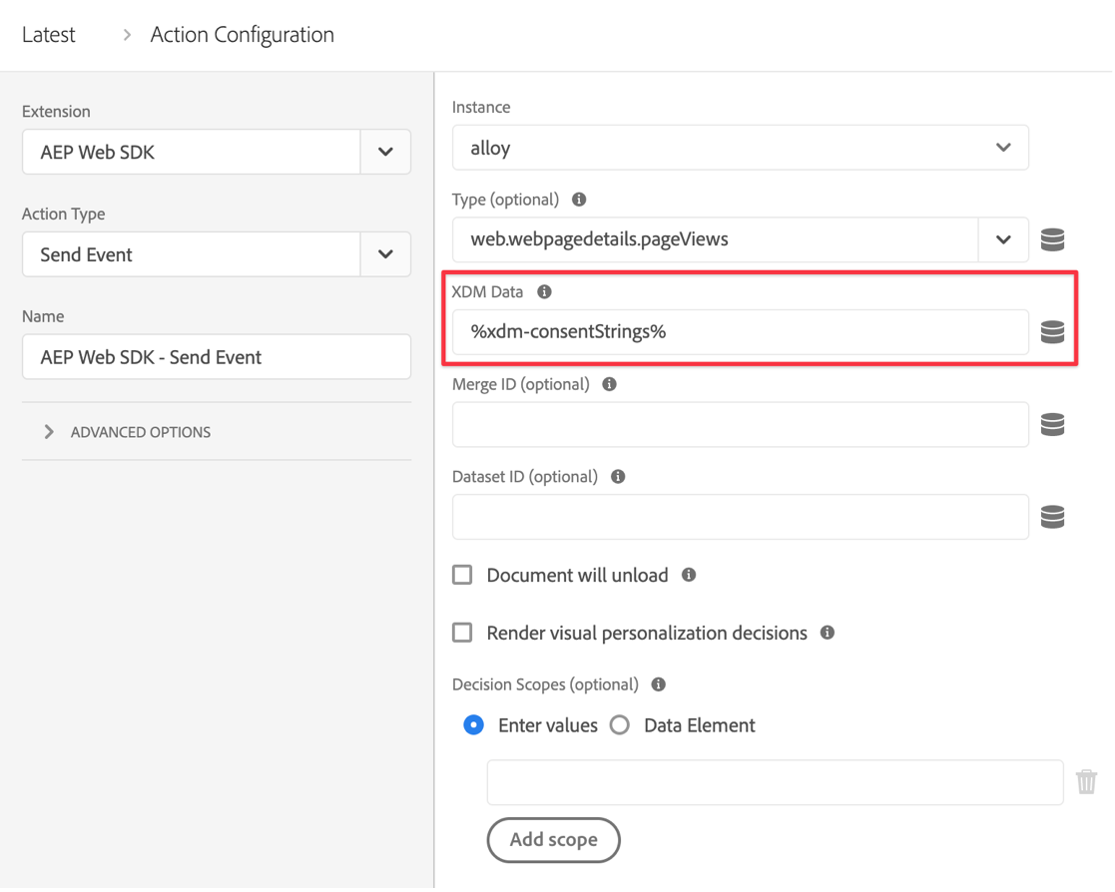 Latest > Action Configuration
Extension
AEP Web SDK
Action Type
Send Event
Name
AEP Web SDK - Send Event
ADVANCED OPTIONS
Instance
alloy
Type (optional)
web.webpagedetails.pageViews
XDM Data
%xdm-consentStrings%
Merge ID (optional)
Dataset ID (optional)
Document will unload
Render visual personalization decisions
Decision Scopes (optional)
Enter values Data Element
Add scope